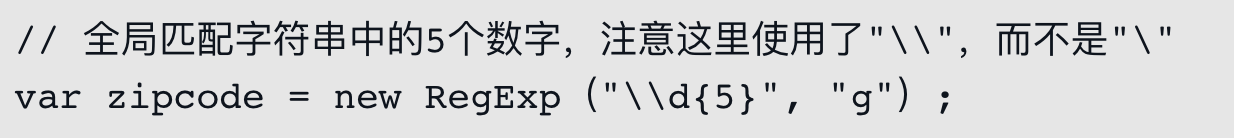 // 全局匹配字符串中的5个数字，注意这里使用了"\\"，而不是"\"
var zipcode = new RegExp ("\\d{5}", "g") ;